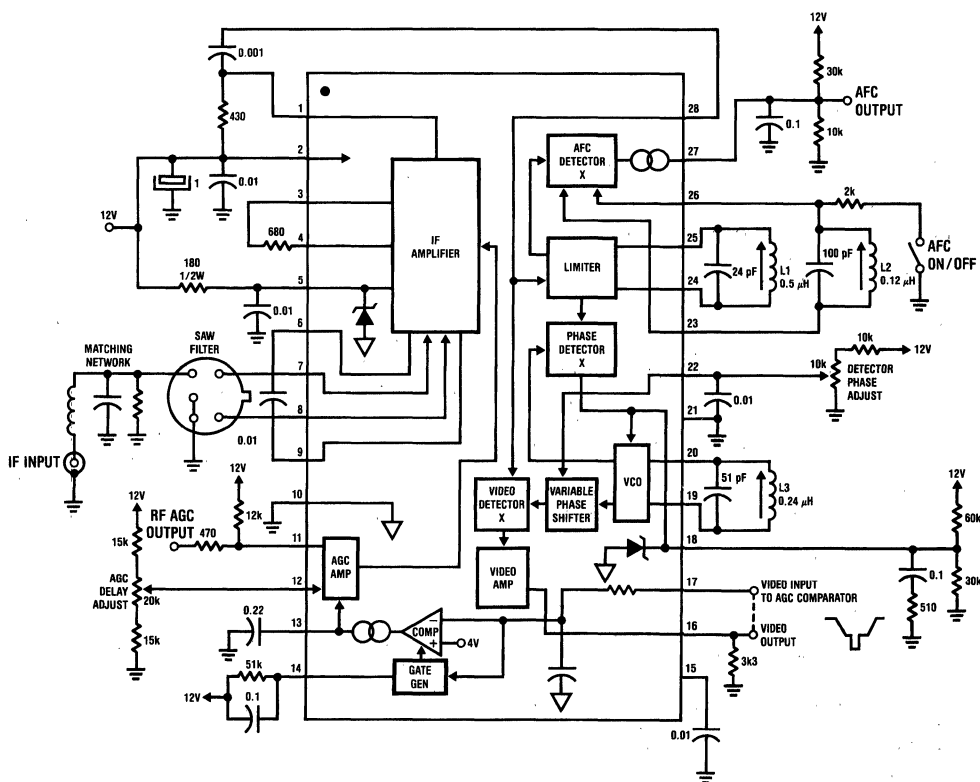 0.001
430
1
2
0.01
1
12V
3
4
680
180
1/2W
5
0.01
6
SAW
FILTER
MATCHING
NETWORK
7
8
0.01
9
IF INPUT
10
12V
12k
RF AGC
OUTPUT
470
11
12V
15k
AGC
DELAY
ADJUST
20k
12
15k
0.22
13
51k
14
12V
0.1
IF
AMPLIFIER
AGC
AMP
COMP
−
+
4V
GATE
GEN
AFC
DETECTOR
X
LIMITER
PHASE
DETECTOR
X
VCO
VARIABLE
PHASE
SHIFTER
VIDEO
DETECTOR
X
VIDEO
AMP
28
27
12V
30k
AFC
OUTPUT
0.1
10k
26
2k
25
24 pF
L1
0.5 μH
24
100 pF
L2
0.12 μH
AFC
ON/OFF
23
22
10k
10k
12V
DETECTOR
PHASE
ADJUST
0.01
21
20
51 pF
L3
0.24 μH
19
12V
60k
18
0.1
30k
510
17
VIDEO INPUT
TO AGC COMPARATOR
16
VIDEO
OUTPUT
3k3
15
0.01